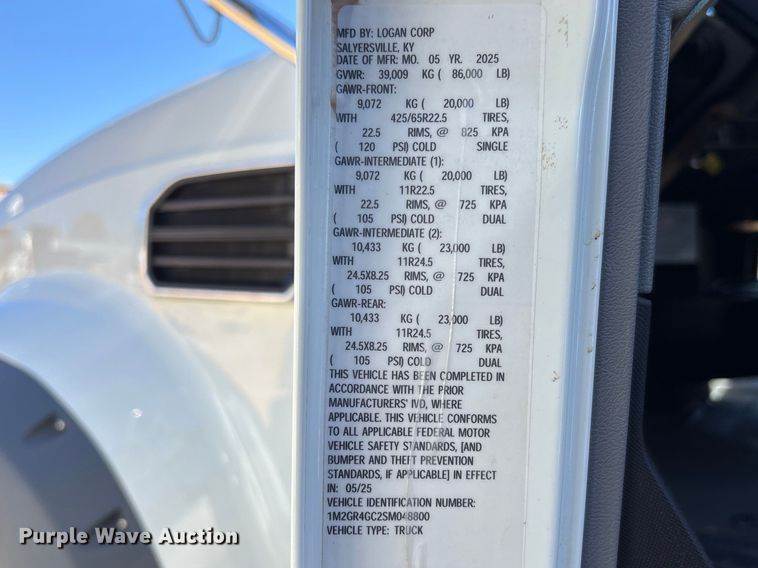 MFD BY: LOGAN CORP
SALYERSVILLE, KY
DATE OF MFR: MO. 05 YR. 2025
GVWR: 39,009 KG ( 86,000 LB)
GAWR-FRONT:
9,072 KG ( 20,000 LB)
WITH 425/65R22.5 TIRES,
22.5 RIMS, @ 825 KPA
( 120 PSI) COLD SINGLE
GAWR-INTERMEDIATE (1):
9,072 KG ( 20,000 LB)
WITH 11R22.5 TIRES,
22.5 RIMS, @ 725 KPA
( 105 PSI) COLD DUAL
GAWR-INTERMEDIATE (2):
10,433 KG ( 23,000 LB)
WITH 11R24.5 TIRES,
24.5X8.25 RIMS, @ 725 KPA
( 105 PSI) COLD DUAL
GAWR-REAR:
10,433 KG ( 23,000 LB)
WITH 11R24.5 TIRES,
24.5X8.25 RIMS, @ 725 KPA
( 105 PSI) COLD DUAL
THIS VEHICLE HAS BEEN COMPLETED IN
ACCORDANCE WITH THE PRIOR
MANUFACTURERS' IVD, WHERE
APPLICABLE. THIS VEHICLE CONFORMS
TO ALL APPLICABLE FEDERAL MOTOR
VEHICLE SAFETY STANDARDS, [AND
BUMPER AND THEFT PREVENTION
STANDARDS, IF APPLICABLE] IN EFFECT
IN: 05/25
VEHICLE IDENTIFICATION NUMBER:
1M2GR4GC2SM048800
VEHICLE TYPE: TRUCK
Purple Wave Auction